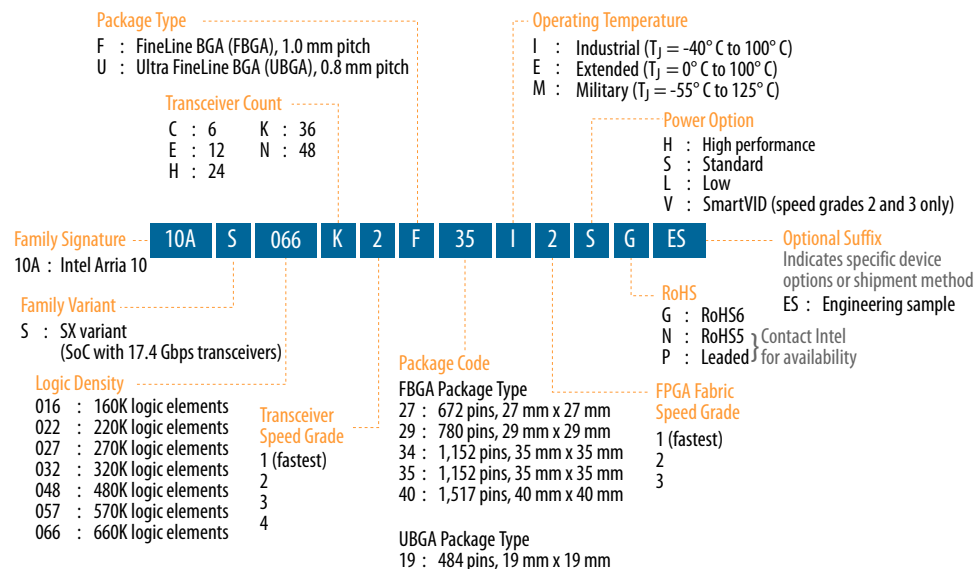 Package Type
F : FineLine BGA (FBGA), 1.0 mm pitch
U : Ultra FineLine BGA (UBGA), 0.8 mm pitch
Operating Temperature
I : Industrial (TJ = -40° C to 100° C)
E : Extended (TJ = 0° C to 100° C)
M : Military (TJ = -55° C to 125° C)
Transceiver Count
C : 6 K : 36
E : 12 N : 48
H : 24
Power Option
H : High performance
S : Standard
L : Low
V : SmartVID (speed grades 2 and 3 only)
10A S 066 K 2 F 35 I 2 S G ES
Family Signature
10A : Intel Arria 10
Optional Suffix
Indicates specific device
options or shipment method
ES : Engineering sample
Family Variant
S : SX variant
(SoC with 17.4 Gbps transceivers)
RoHS
G : RoHS6
N : RoHS5
P : Leaded
Contact Intel
for availability
Logic Density
016 : 160K logic elements
022 : 220K logic elements
027 : 270K logic elements
032 : 320K logic elements
048 : 480K logic elements
057 : 570K logic elements
066 : 660K logic elements
Transceiver
Speed Grade
1 (fastest)
2
3
4
Package Code
FBGA Package Type
27 : 672 pins, 27 mm x 27 mm
29 : 780 pins, 29 mm x 29 mm
34 : 1,152 pins, 35 mm x 35 mm
35 : 1,152 pins, 35 mm x 35 mm
40 : 1,517 pins, 40 mm x 40 mm
UBGA Package Type
19 : 484 pins, 19 mm x 19 mm
FPGA Fabric
Speed Grade
1 (fastest)
2
3